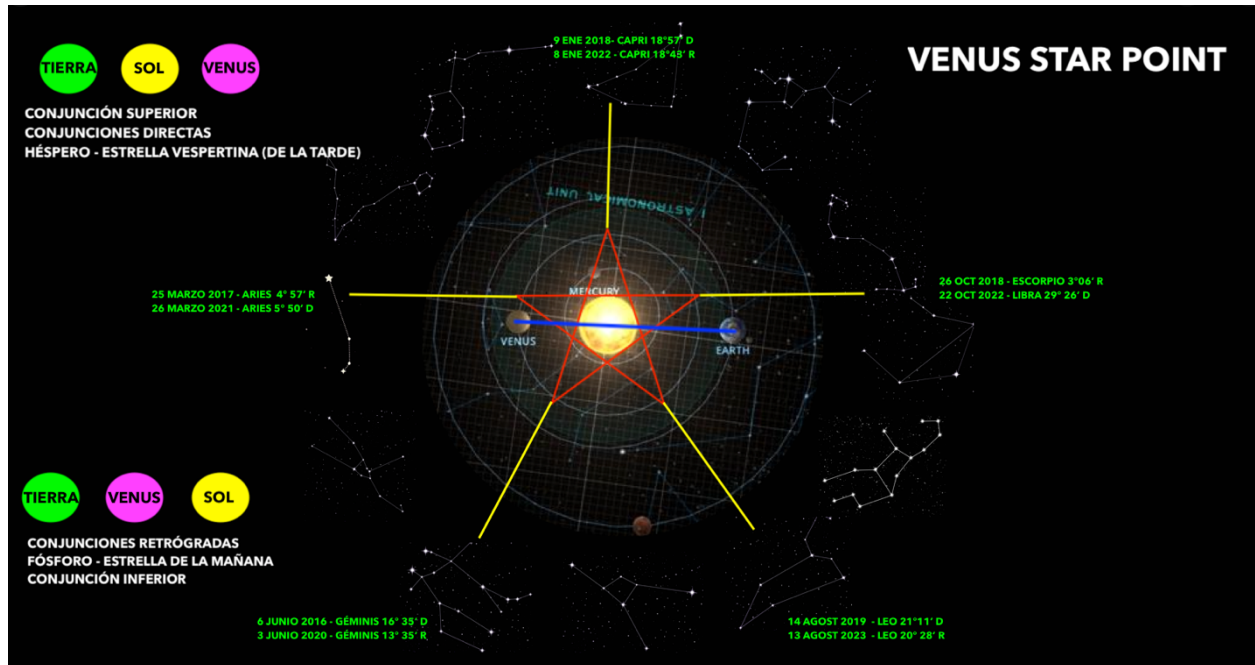 VENUS STAR POINT
TIERRA SOL VENUS
CONJUNCIÓN SUPERIOR
CONJUNCIONES DIRECTAS
HÉSPERO - ESTRELLA VESPERTINA (DE LA TARDE)
9 ENE 2018- CAPRI 18°57' D
8 ENE 2022- CAPRI 18°43' R
1 ASTRONOMICAL UNIT
25 MARZO 2017 - ARIES 4° 57' R
26 MARZO 2021 - ARIES 5° 50' D
26 OCT 2018 - ESCORPIO 3°06' R
22 OCT 2022 - LIBRA 29° 26' D
MERCURY
VENUS
EARTH
TIERRA VENUS SOL
CONJUNCIONES RETRÓGRADAS
FÓSFORO - ESTRELLA DE LA MAÑANA
CONJUNCIÓN INFERIOR
6 JUNIO 2016 - GÉMINIS 16° 35' D
3 JUNIO 2020 - GÉMINIS 13° 35' R
14 AGOST 2019 - LEO 21°11' D
13 AGOST 2023 - LEO 20° 28' R